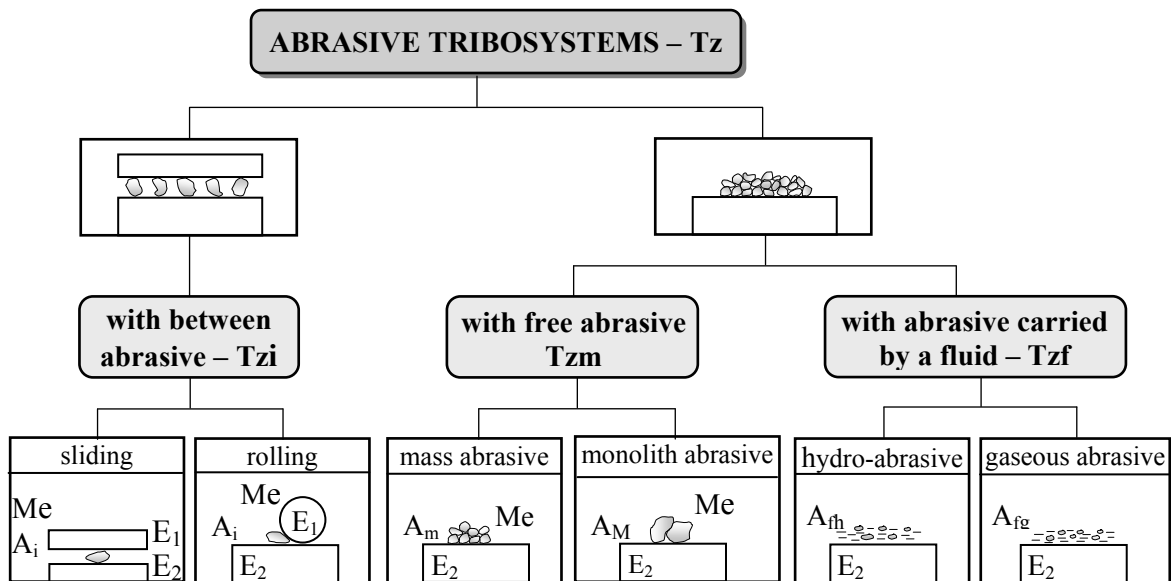 ABRASIVE TRIBOSYSTEMS – Tz
with between
abrasive – Tzi
with free abrasive
Tzm
with abrasive carried
by a fluid – Tzf
sliding
Me
A_i
E_1
E_2
rolling
Me
A_i
E_1
E_2
mass abrasive
A_m
Me
E_2
monolith abrasive
A_M
Me
E_2
hydro-abrasive
A_fh
E_2
gaseous abrasive
A_fg
E_2